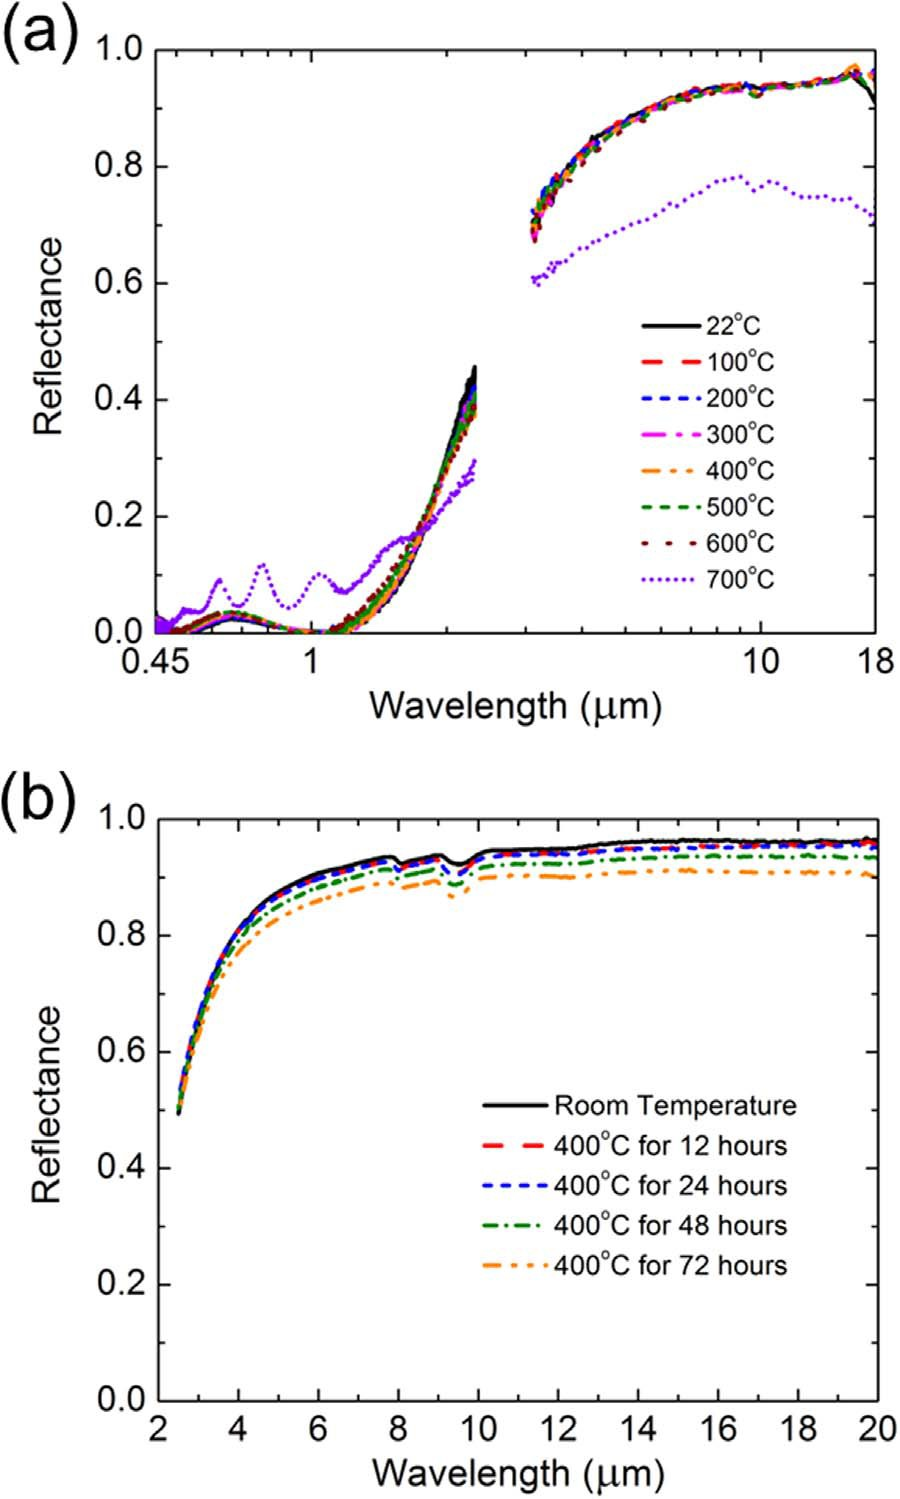 (a)
1.0
0.8
0.6
0.4
0.2
0.0
Reflectance
22°C
100°C
200°C
300°C
400°C
500°C
600°C
700°C
0.45 1 10 18
Wavelength (μm)
(b)
1.0
0.8
0.6
0.4
0.2
0.0
Reflectance
Room Temperature
400°C for 12 hours
400°C for 24 hours
400°C for 48 hours
400°C for 72 hours
2 4 6 8 10 12 14 16 18 20
Wavelength (μm)